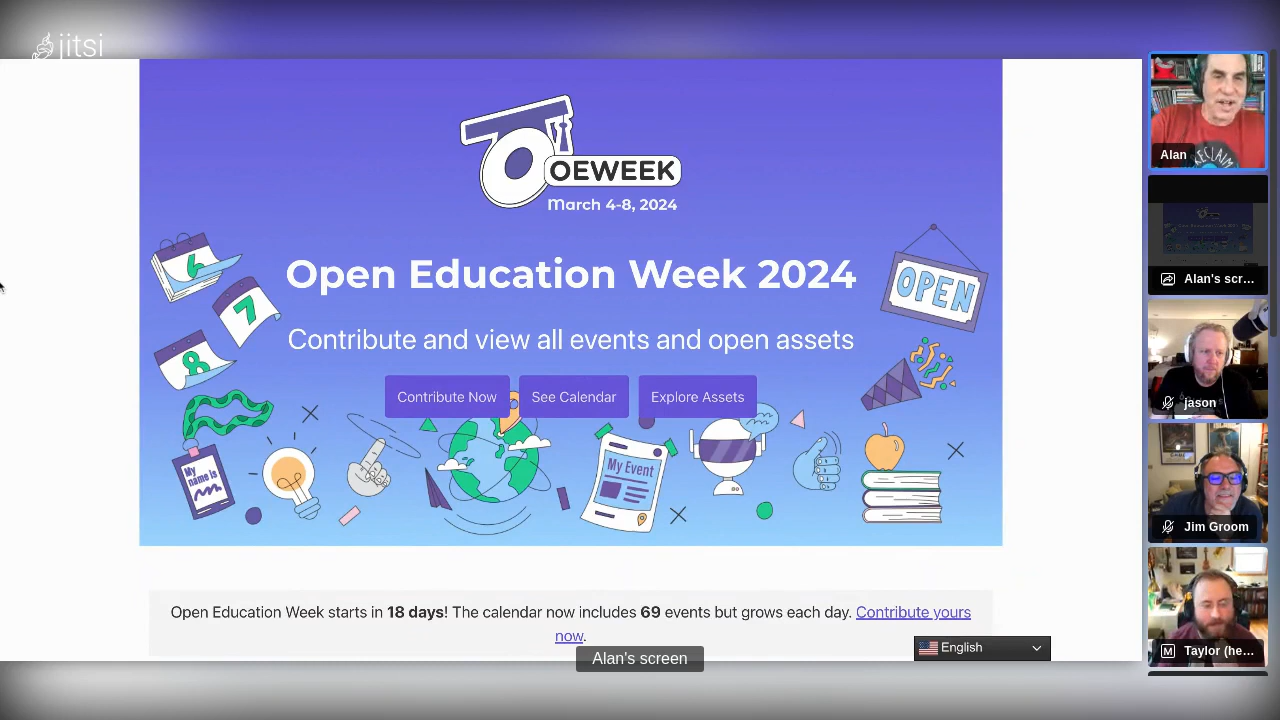 jitsi
OEWEEK
March 4-8, 2024
6
7
8
Open Education Week 2024
OPEN
Contribute and view all events and open assets
Contribute Now
See Calendar
Explore Assets
My name is
My Event
Open Education Week starts in 18 days! The calendar now includes 69 events but grows each day. Contribute yours
now.
English
Alan's screen
Alan
Alan's scr...
jason
Jim Groom
M Taylor (he...